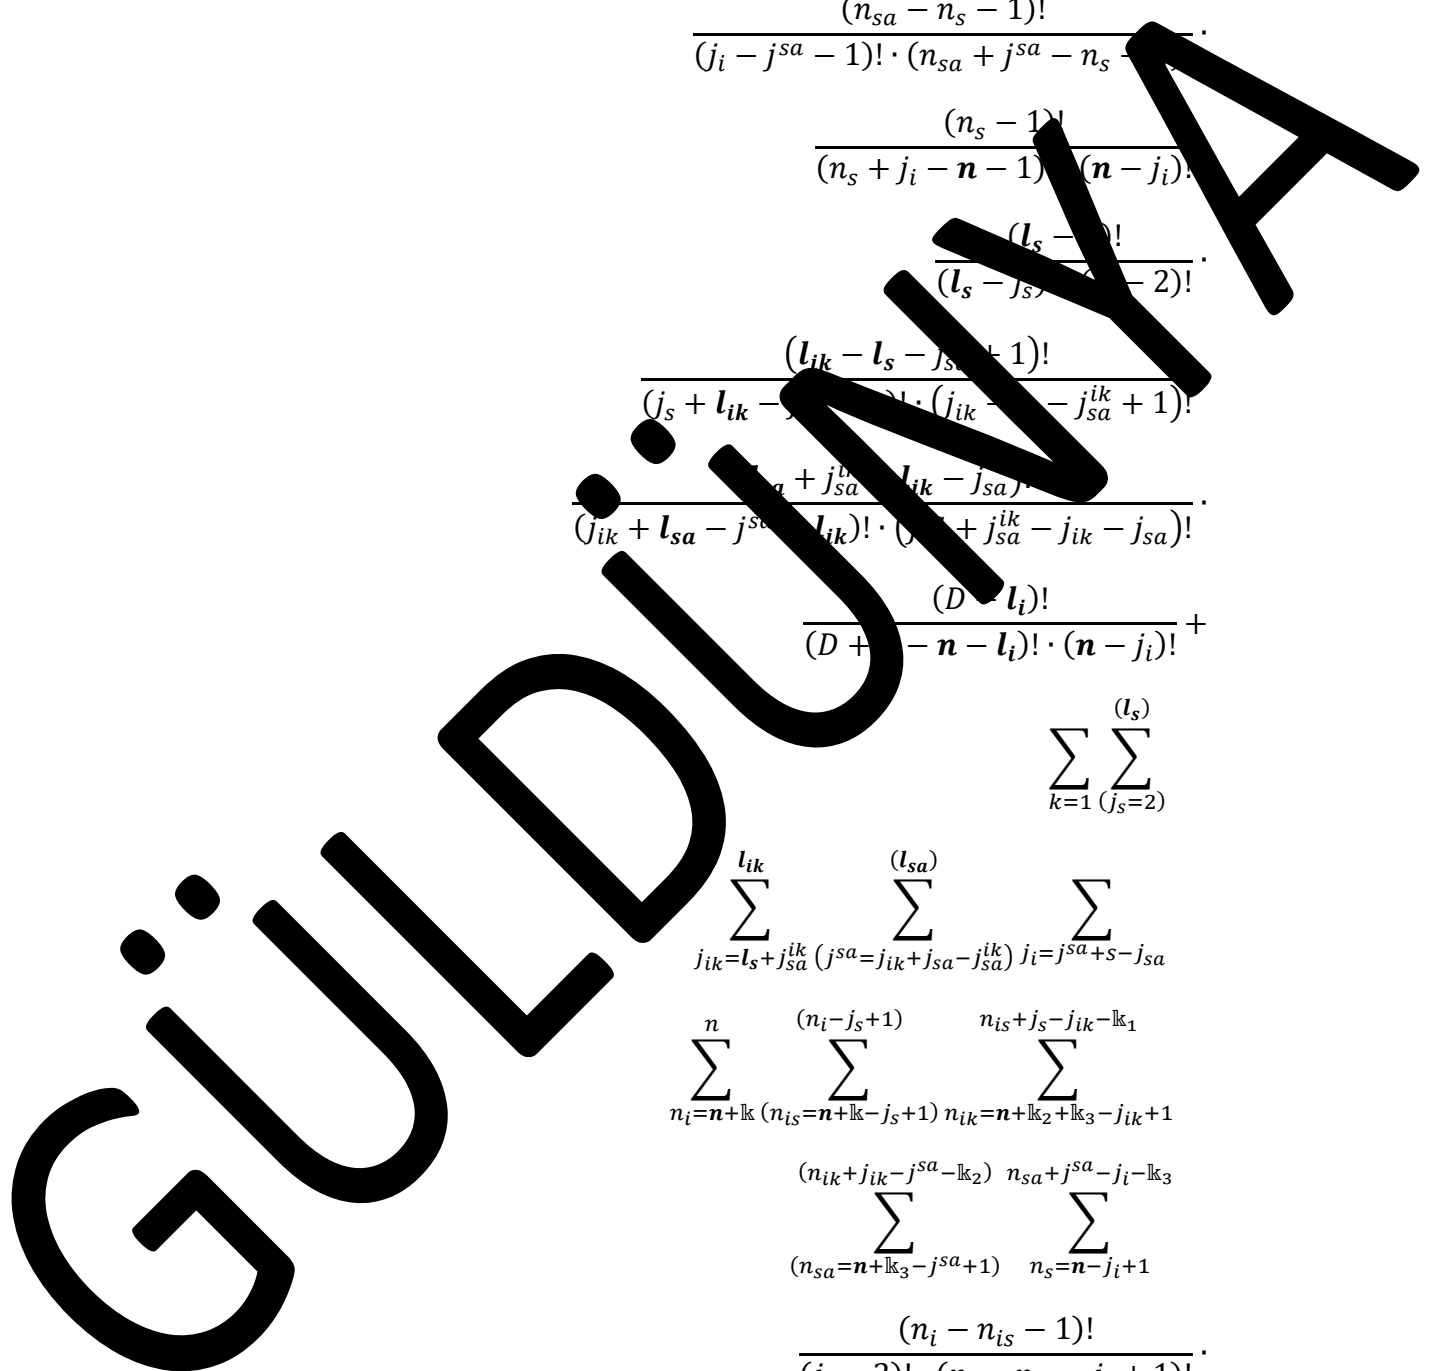 (n_{sa} − n_s − 1)!
(j_i − j^{sa} − 1)! · (n_{sa} + j^{sa} − n_s − ·
(n_s − 1)!
(n_s + j_i − n − 1) (n − j_i)!
(l_s − )!
(l_s − j_s) − 2)! ·
(l_{ik} − l_s − j_{sa} + 1)!
(j_s + l_{ik} − )! · (j_{ik} − − j_{sa}^{ik} + 1)!
+ j_{sa}^{ik} l_{ik} − j_{sa})!
(j_{ik} + l_{sa} − j^{sa} l_{ik})! · ( + j_{sa}^{ik} − j_{ik} − j_{sa})! ·
(D − l_i)!
(D + − n − l_i)! · (n − j_i)! +
∑_{k=1} ∑_{(j_s=2)}^{(l_s)}
∑_{j_{ik}=l_s+j_{sa}^{ik}}^{l_{ik}} ∑_{(j^{sa}=j_{ik}+j_{sa}−j_{sa}^{ik})}^{(l_{sa})} ∑_{j_i=j^{sa}+s−j_{sa}}
∑_{n_i=n+𝕜}^{n} ∑_{(n_{is}=n+𝕜−j_s+1)}^{(n_i−j_s+1)} ∑_{n_{ik}=n+𝕜_2+𝕜_3−j_{ik}+1}^{n_{is}+j_s−j_{ik}−𝕜_1}
∑_{(n_{sa}=n+𝕜_3−j^{sa}+1)}^{(n_{ik}+j_{ik}−j^{sa}−𝕜_2)} ∑_{n_s=n−j_i+1}^{n_{sa}+j^{sa}−j_i−𝕜_3}
(n_i − n_{is} − 1)! ·
GÜLDÜNYA